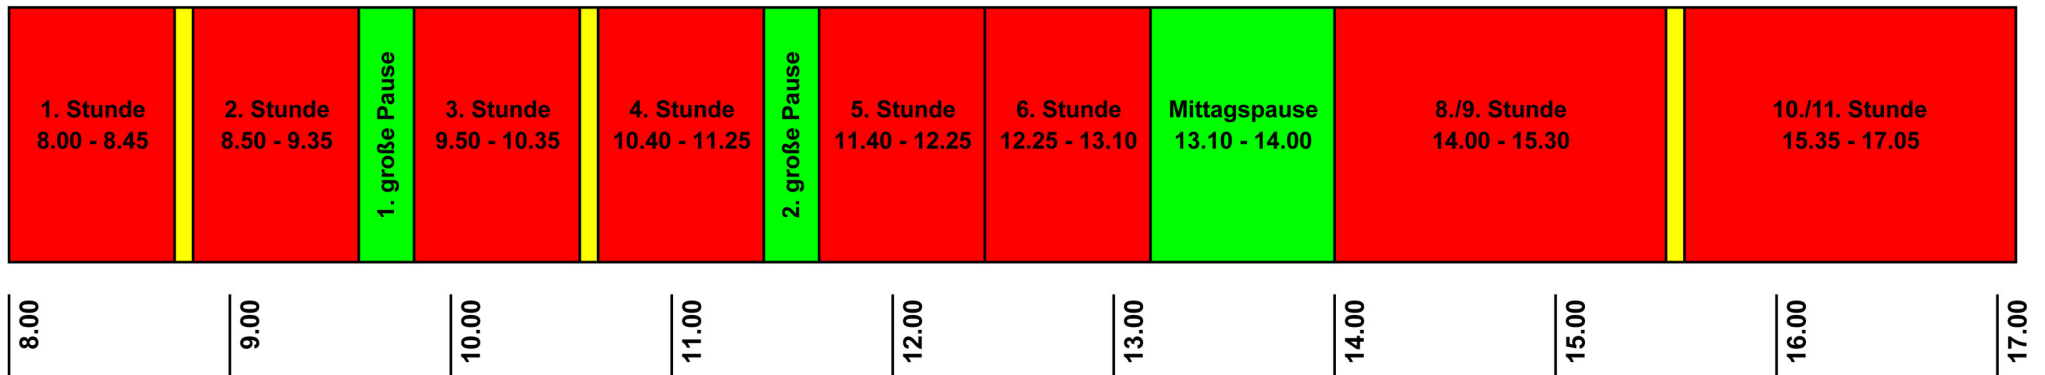 1. Stunde
8.00 - 8.45
2. Stunde
8.50 - 9.35
1. große Pause
3. Stunde
9.50 - 10.35
4. Stunde
10.40 - 11.25
2. große Pause
5. Stunde
11.40 - 12.25
6. Stunde
12.25 - 13.10
Mittagspause
13.10 - 14.00
8./9. Stunde
14.00 - 15.30
10./11. Stunde
15.35 - 17.05
8.00
9.00
10.00
11.00
12.00
13.00
14.00
15.00
16.00
17.00